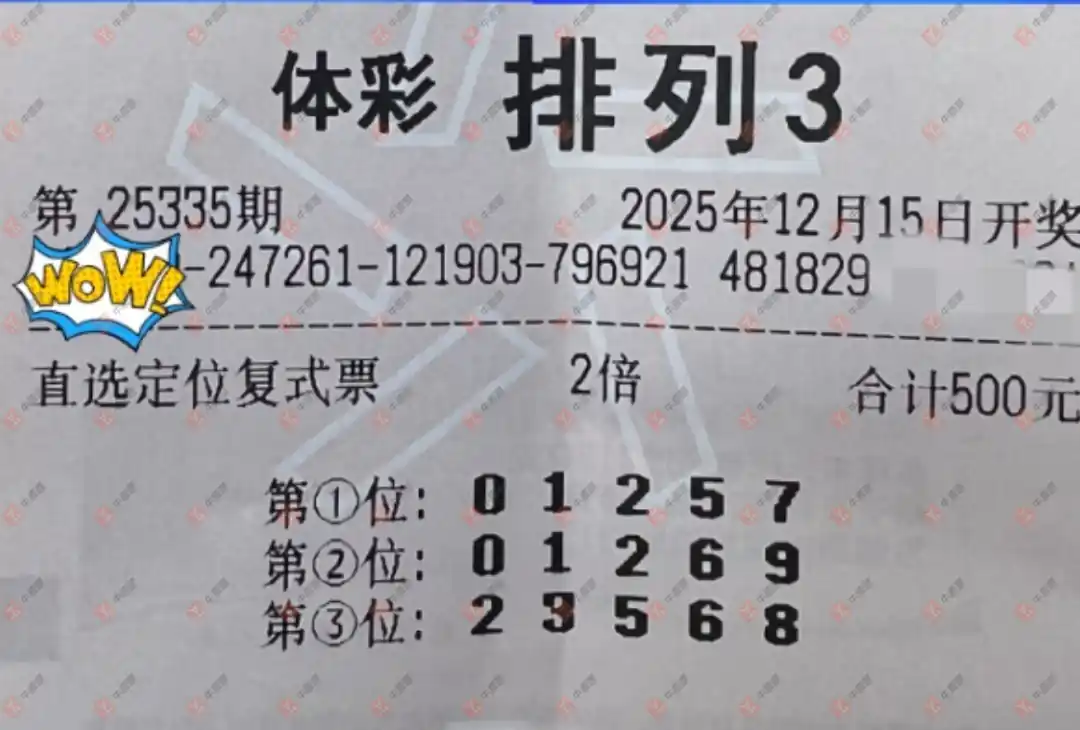 体彩 排列3
第 25335期 2025年12月15日开奖
WOW!
-247261-121903-796921 481829
直选定位复式票 2倍 合计500元
第①位: 0 1 2 5 7
第②位: 0 1 2 6 9
第③位: 2 3 5 6 8